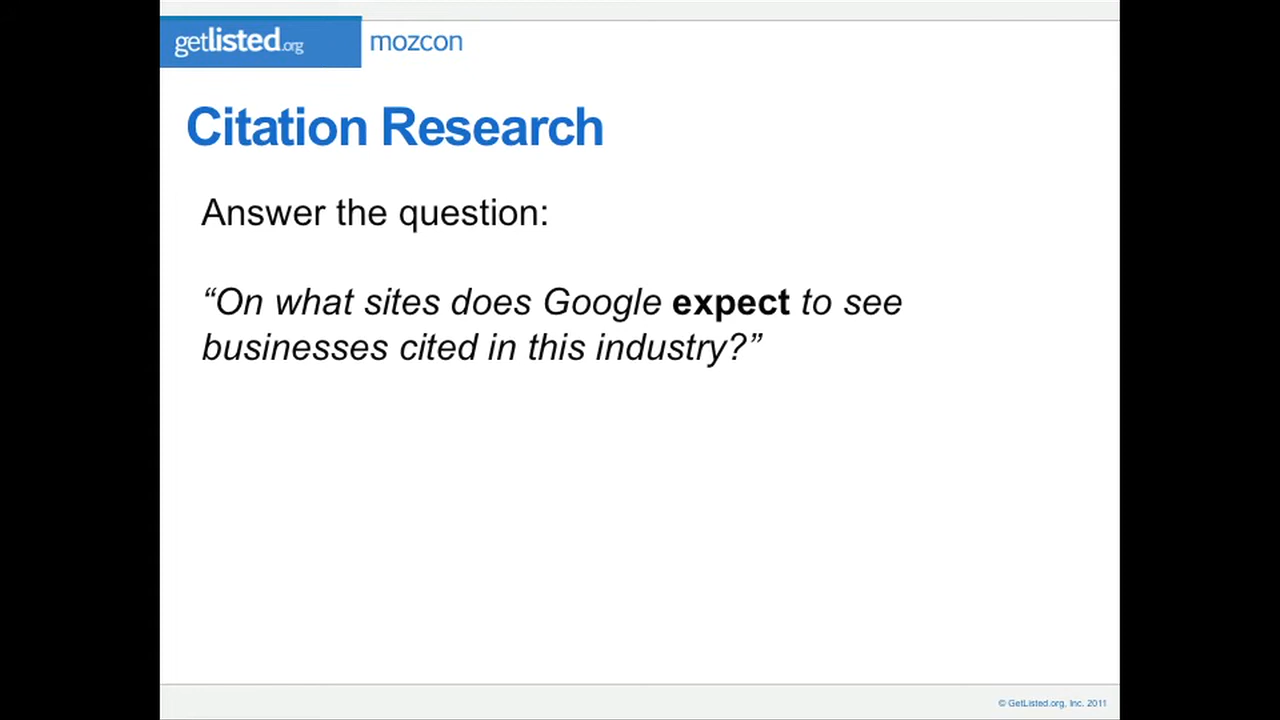 getlisted.org mozcon
Citation Research
Answer the question:
“On what sites does Google expect to see
businesses cited in this industry?”
© GetListed.org, Inc. 2011